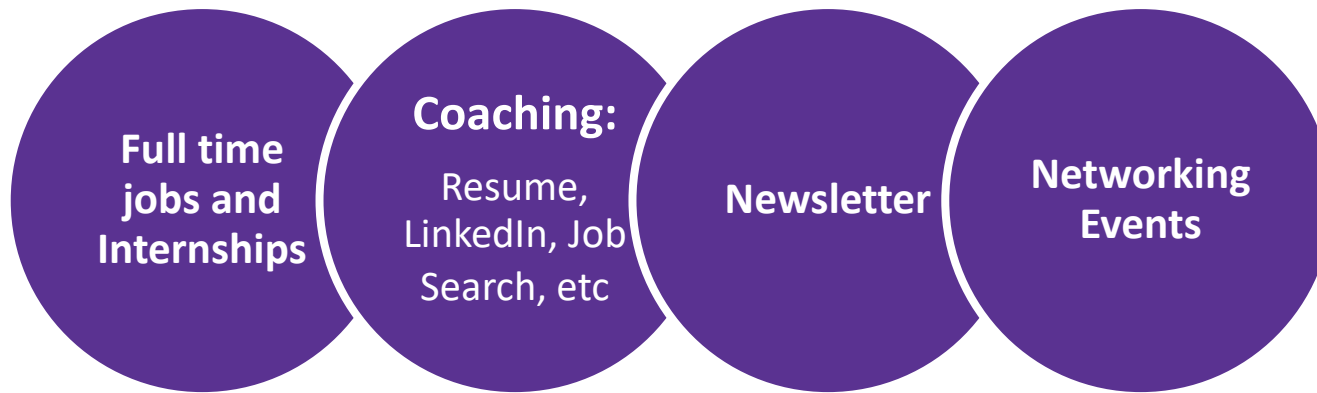 Full time
jobs and
Internships
Coaching:
Resume,
LinkedIn, Job
Search, etc
Newsletter
Networking
Events